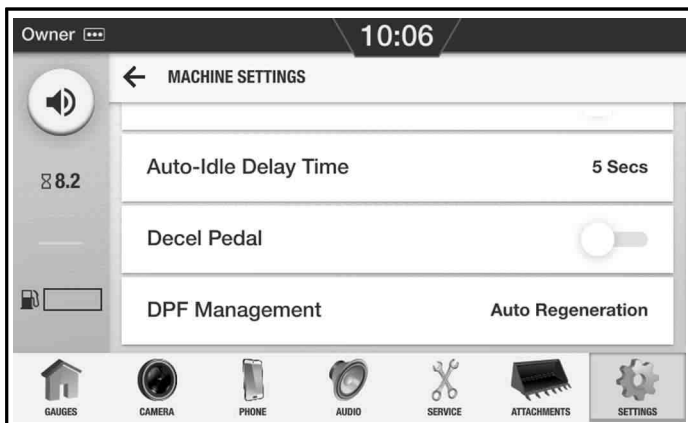 Owner
10:06
MACHINE SETTINGS
8.2
Auto-Idle Delay Time 5 Secs
Decel Pedal
DPF Management Auto Regeneration
GAUGES CAMERA PHONE AUDIO SERVICE ATTACHMENTS SETTINGS